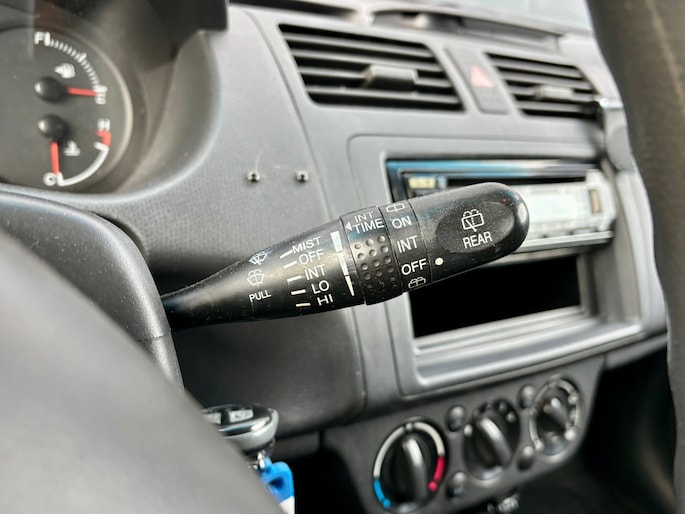 F
H
C
MIST
OFF
INT
LO
HI
PULL
INT
TIME
ON
INT
OFF
REAR